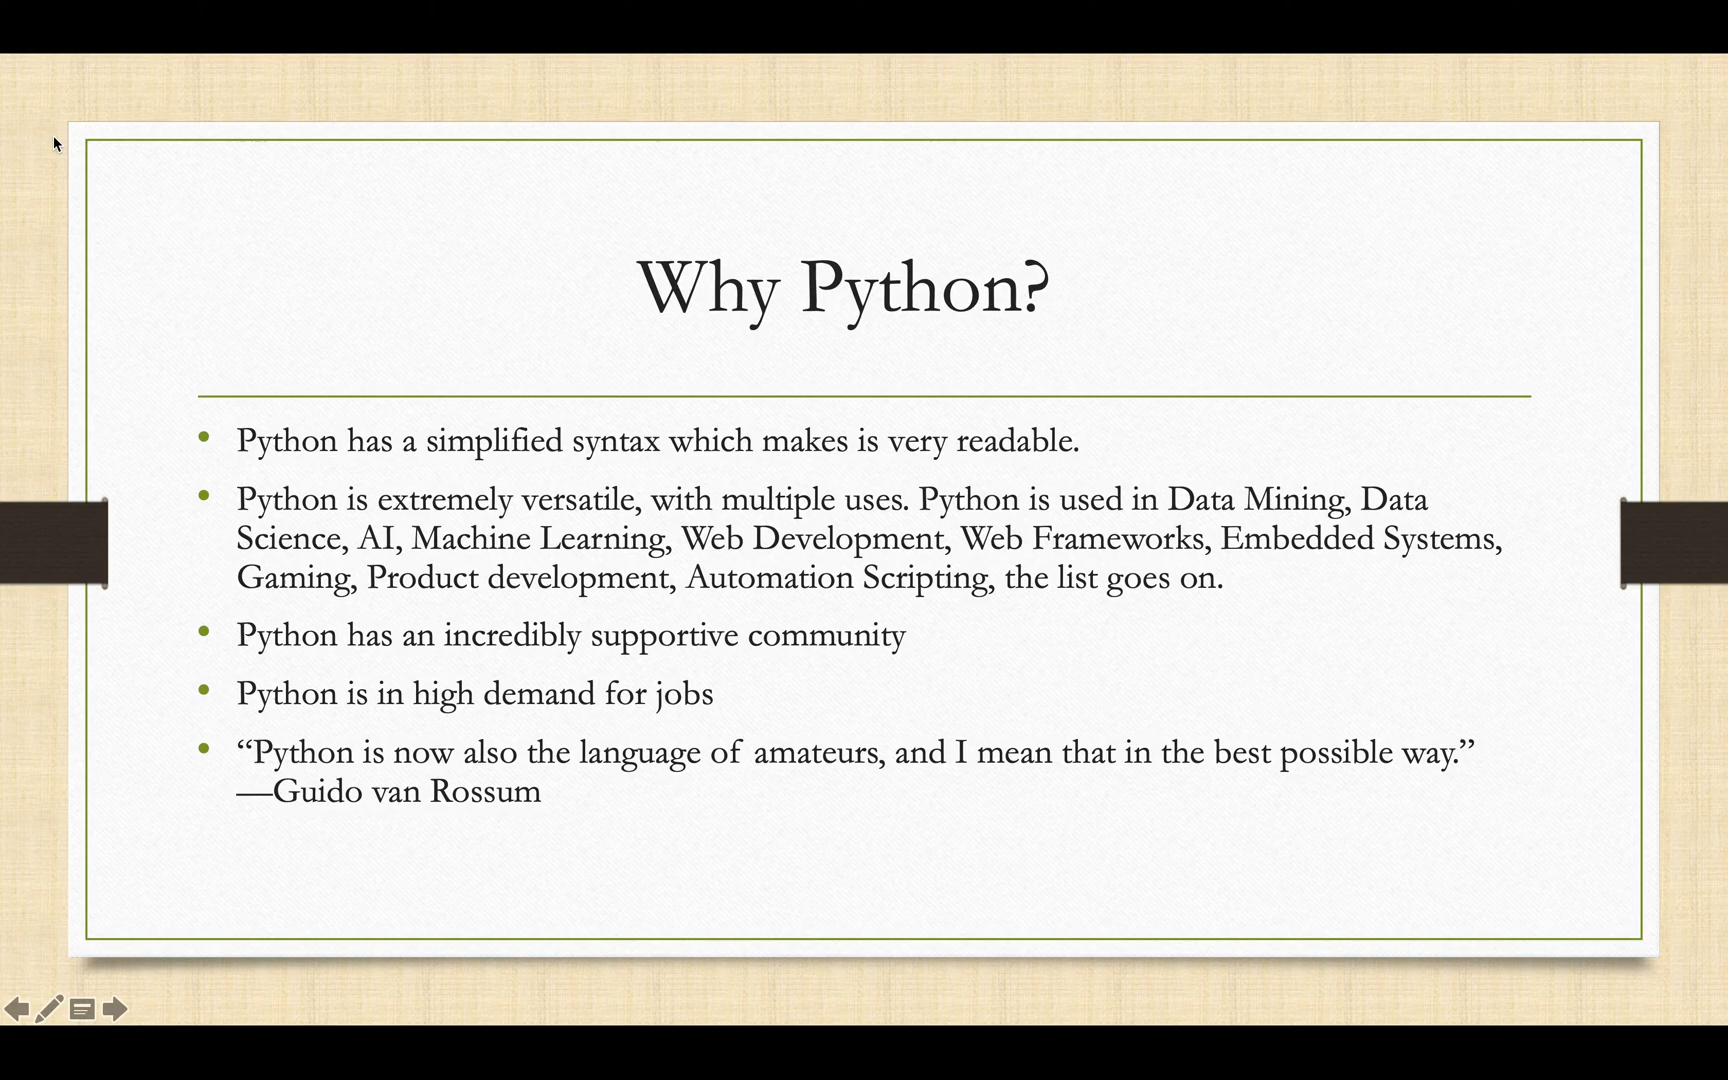 Why Python?
• Python has a simplified syntax which makes is very readable.
• Python is extremely versatile, with multiple uses. Python is used in Data Mining, Data
Science, AI, Machine Learning, Web Development, Web Frameworks, Embedded Systems,
Gaming, Product development, Automation Scripting, the list goes on.
• Python has an incredibly supportive community
• Python is in high demand for jobs
• “Python is now also the language of amateurs, and I mean that in the best possible way.”
—Guido van Rossum